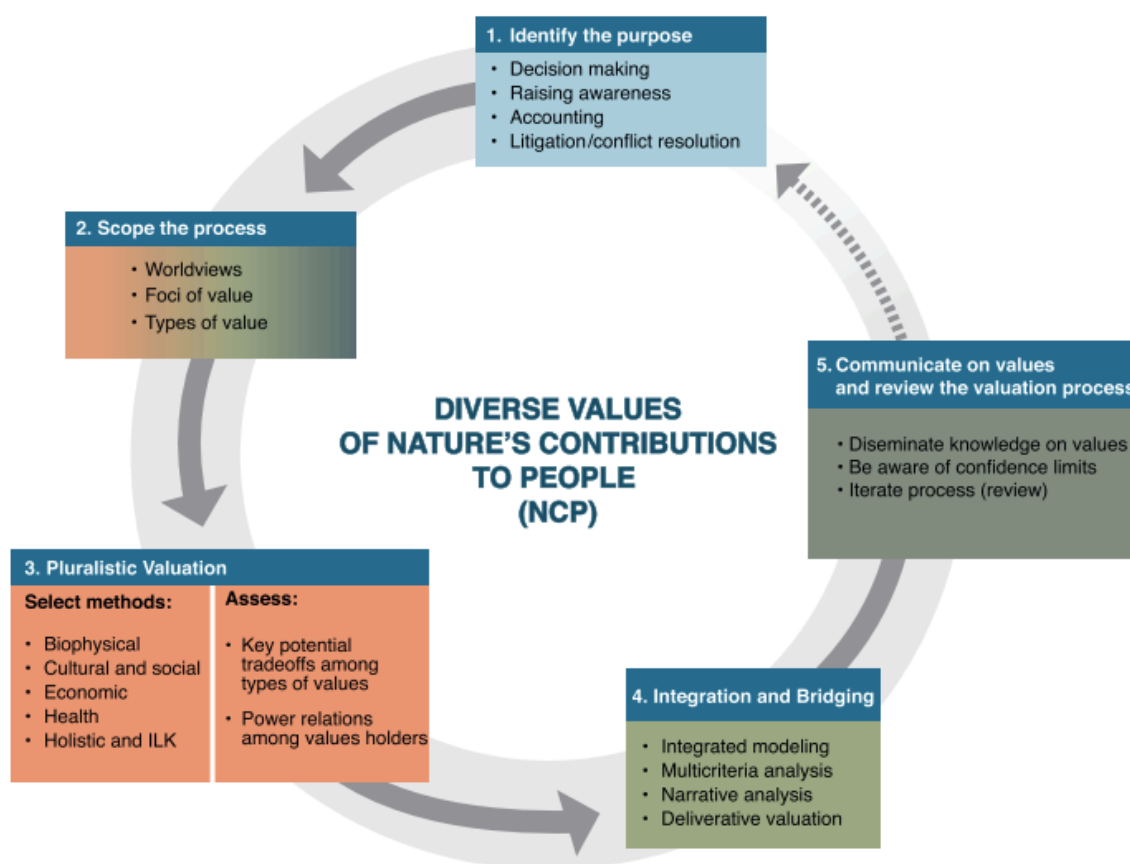 1. Identify the purpose
• Decision making
• Raising awareness
• Accounting
• Litigation/conflict resolution
2. Scope the process
• Worldviews
• Foci of value
• Types of value
DIVERSE VALUES
OF NATURE'S CONTRIBUTIONS
TO PEOPLE
(NCP)
3. Pluralistic Valuation
Select methods:
• Biophysical
• Cultural and social
• Economic
• Health
• Holistic and ILK
Assess:
• Key potential
tradeoffs among
types of values
• Power relations
among values holders
4. Integration and Bridging
• Integrated modeling
• Multicriteria analysis
• Narrative analysis
• Deliverative valuation
5. Communicate on values
and review the valuation process
• Diseminate knowledge on values
• Be aware of confidence limits
• Iterate process (review)